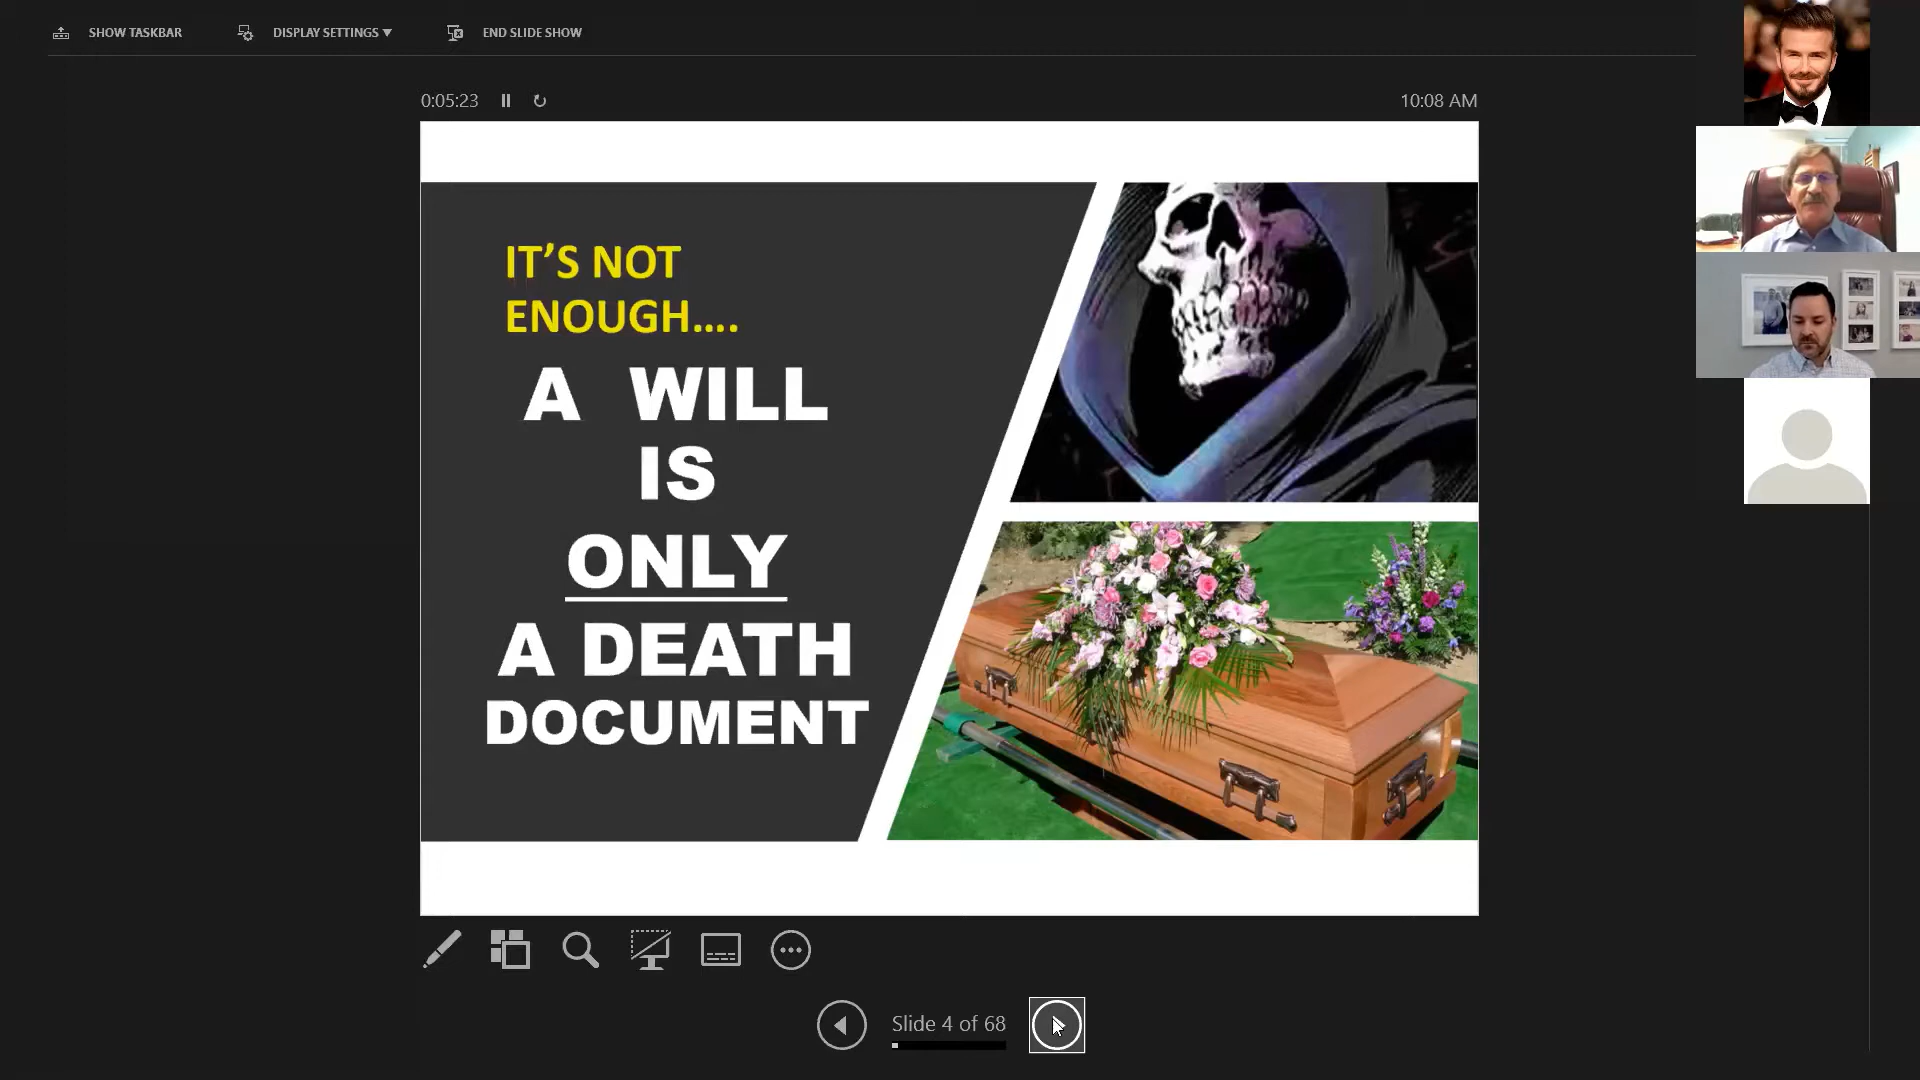 SHOW TASKBAR DISPLAY SETTINGS ▼ END SLIDE SHOW
0:05:23 10:08 AM
IT’S NOT
ENOUGH....
A WILL
IS
ONLY
A DEATH
DOCUMENT
Slide 4 of 68